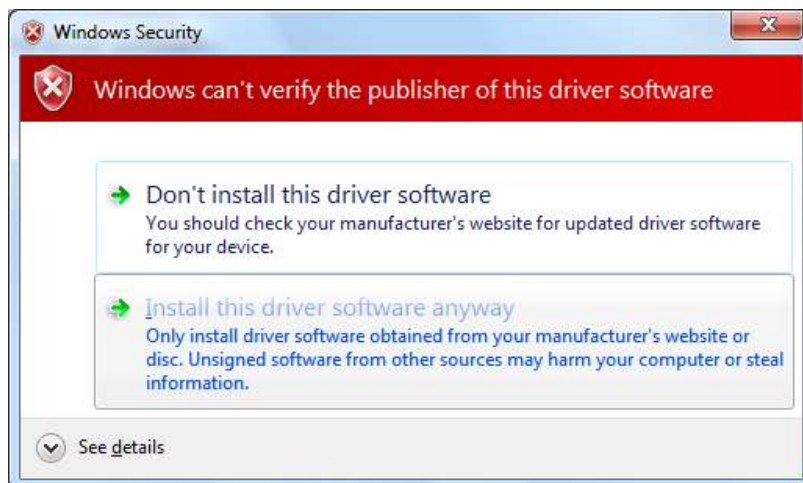 Windows Security
Windows can't verify the publisher of this driver software
Don't install this driver software
You should check your manufacturer's website for updated driver software
for your device.
Install this driver software anyway
Only install driver software obtained from your manufacturer's website or
disc. Unsigned software from other sources may harm your computer or steal
information.
See details